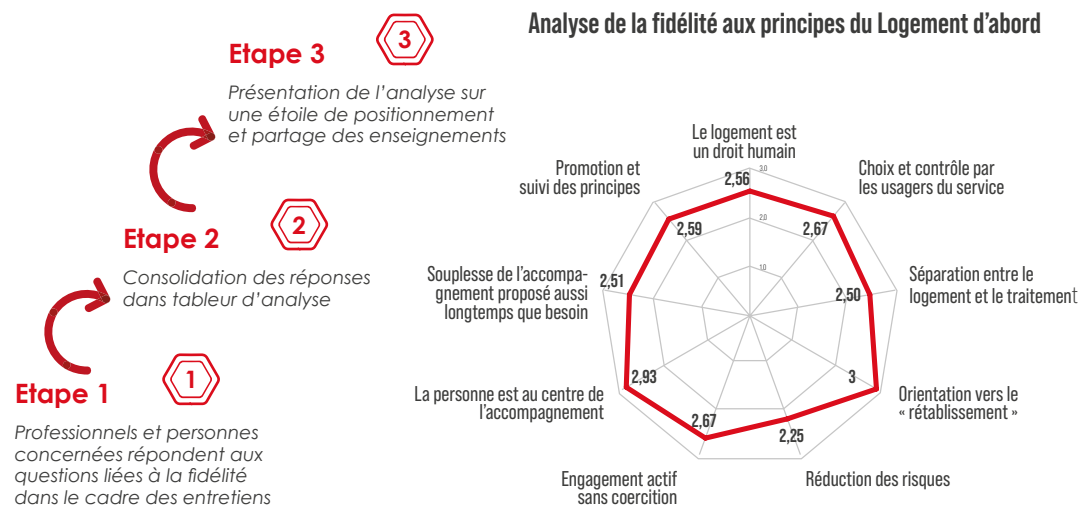 Analyse de la fidélité aux principes du Logement d’abord
3
Etape 3
Présentation de l’analyse sur
une étoile de positionnement
et partage des enseignements
2
Etape 2
Consolidation des réponses
dans tableur d’analyse
1
Etape 1
Professionnels et personnes
concernées répondent aux
questions liées à la fidélité
dans le cadre des entretiens
Le logement est
un droit humain
3,0
2,56
Choix et contrôle par
les usagers du service
2,67
Séparation entre le
logement et le traitement
2,50
Orientation vers le
« rétablissement »
3
Réduction des risques
2,25
Engagement actif
sans coercition
2,67
La personne est au centre de
l’accompagnement
2,93
Souplesse de l’accompa-
gnement proposé aussi
longtemps que besoin
2,51
Promotion et
suivi des principes
2,59
2,0
1,0